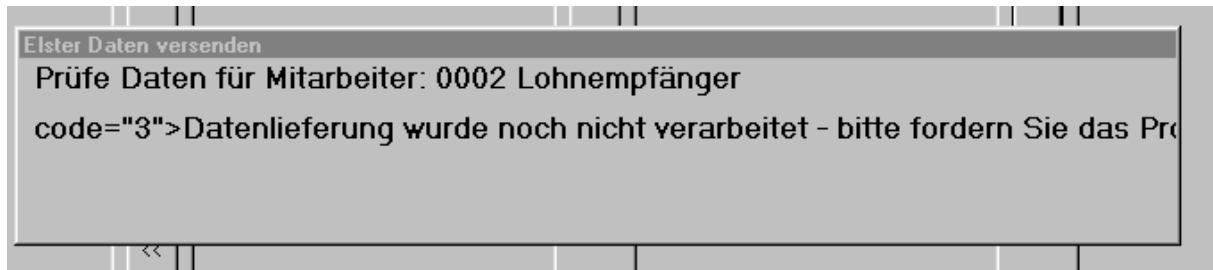 Elster Daten versenden
Prüfe Daten für Mitarbeiter: 0002 Lohnempfänger
code="3">Datenlieferung wurde noch nicht verarbeitet - bitte fordern Sie das
<<